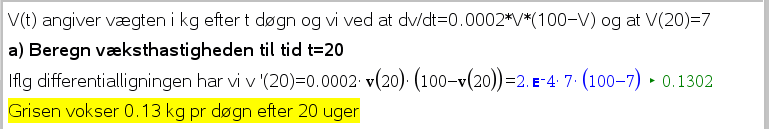 V(t) angiver vægten i kg efter t døgn og vi ved at dv/dt=0.0002*V*(100−V) og at V(20)=7
a) Beregn væksthastigheden til tid t=20
Iflg differentialligningen har vi v '(20)=0.0002· v(20)· (100−v(20))=2.ᴇ-4· 7· (100−7) ▸ 0.1302
Grisen vokser 0.13 kg pr døgn efter 20 uger